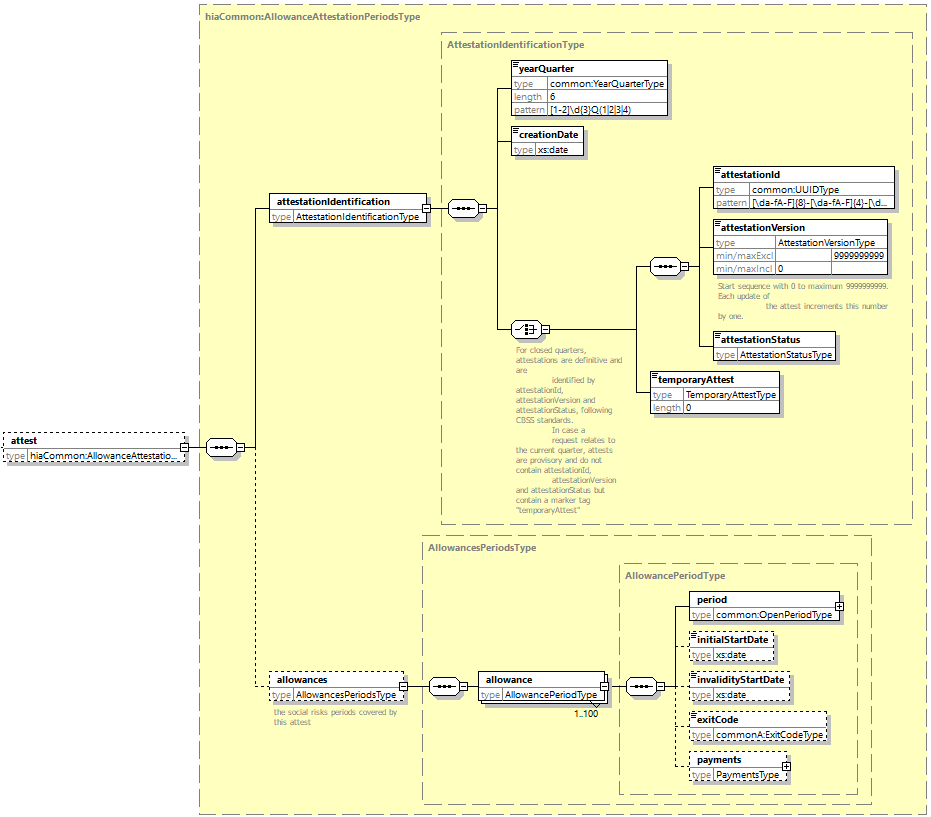 hiaCommon:AllowanceAttestationPeriodsType
AttestationIdentificationType
yearQuarter
type common:YearQuarterType
length 6
pattern [1-2]\d{3}Q(1|2|3|4)
creationDate
type xs:date
attestationIdentification
type AttestationIdentificationType
attestationId
type common:UUIDType
pattern [\da-fA-F]{8}-[\da-fA-F]{4}-[\d...
attestationVersion
type AttestationVersionType
min/maxExcl 9999999999
min/maxIncl 0
Start sequence with 0 to maximum 9999999999.
Each update of
the attest increments this number
by one.
attestationStatus
type AttestationStatusType
For closed quarters,
attestations are definitive and
are
identified by
attestationId,
attestationVersion and
attestationStatus, following
CBSS standards.
In case a
request relates to
the current quarter, attests
are provisory and do not
contain attestationId,
attestationVersion
and attestationStatus but
contain a marker tag
"temporaryAttest"
temporaryAttest
type TemporaryAttestType
length 0
attest
type hiaCommon:AllowanceAttestatio...
AllowancesPeriodsType
AllowancePeriodType
period
type common:OpenPeriodType
initialStartDate
type xs:date
allowances
type AllowancesPeriodsType
the social risks periods covered by
this attest
allowance
type AllowancePeriodType
1..100
invalidityStartDate
type xs:date
exitCode
type commonA:ExitCodeType
payments
type PaymentsType